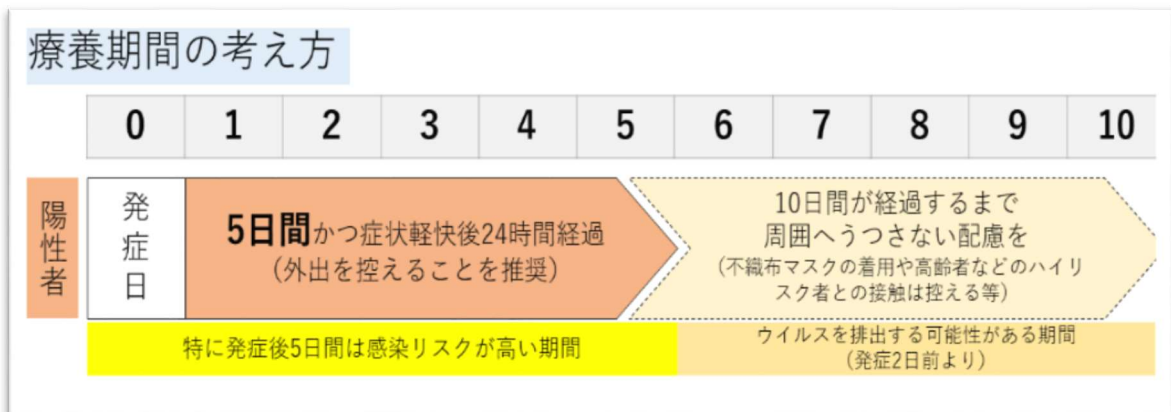 療養期間の考え方
0 1 2 3 4 5 6 7 8 9 10
陽性者
発症日
5日間かつ症状軽快後24時間経過
（外出を控えることを推奨）
10日間が経過するまで
周囲へうつさない配慮を
（不織布マスクの着用や高齢者などのハイリ
スク者との接触は控える等）
特に発症後5日間は感染リスクが高い期間
ウイルスを排出する可能性がある期間
（発症2日前より）